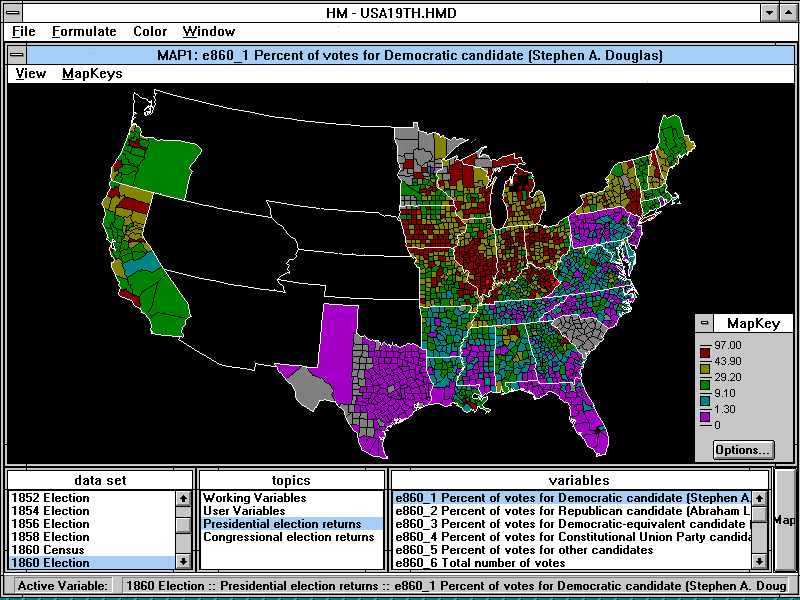 HM - USA19TH.HMD
File Formulate Color Window
MAP1: e860_1 Percent of votes for Democratic candidate (Stephen A. Douglas)
View MapKeys
MapKey
97.00
43.90
29.20
9.10
1.30
0
Options...
data set topics variables
1852 Election
1854 Election
1856 Election
1858 Election
1860 Census
1860 Election
Working Variables
User Variables
Presidential election returns
Congressional election returns
e860_1 Percent of votes for Democratic candidate (Stephen A.
e860_2 Percent of votes for Republican candidate (Abraham L
e860_3 Percent of votes for Democratic-equivalent candidate
e860_4 Percent of votes for Constitutional Union Party candida
e860_5 Percent of votes for other candidates
e860_6 Total number of votes
Map
Active Variable: 1860 Election :: Presidential election returns :: e860_1 Percent of votes for Democratic candidate (Stephen A. Doug